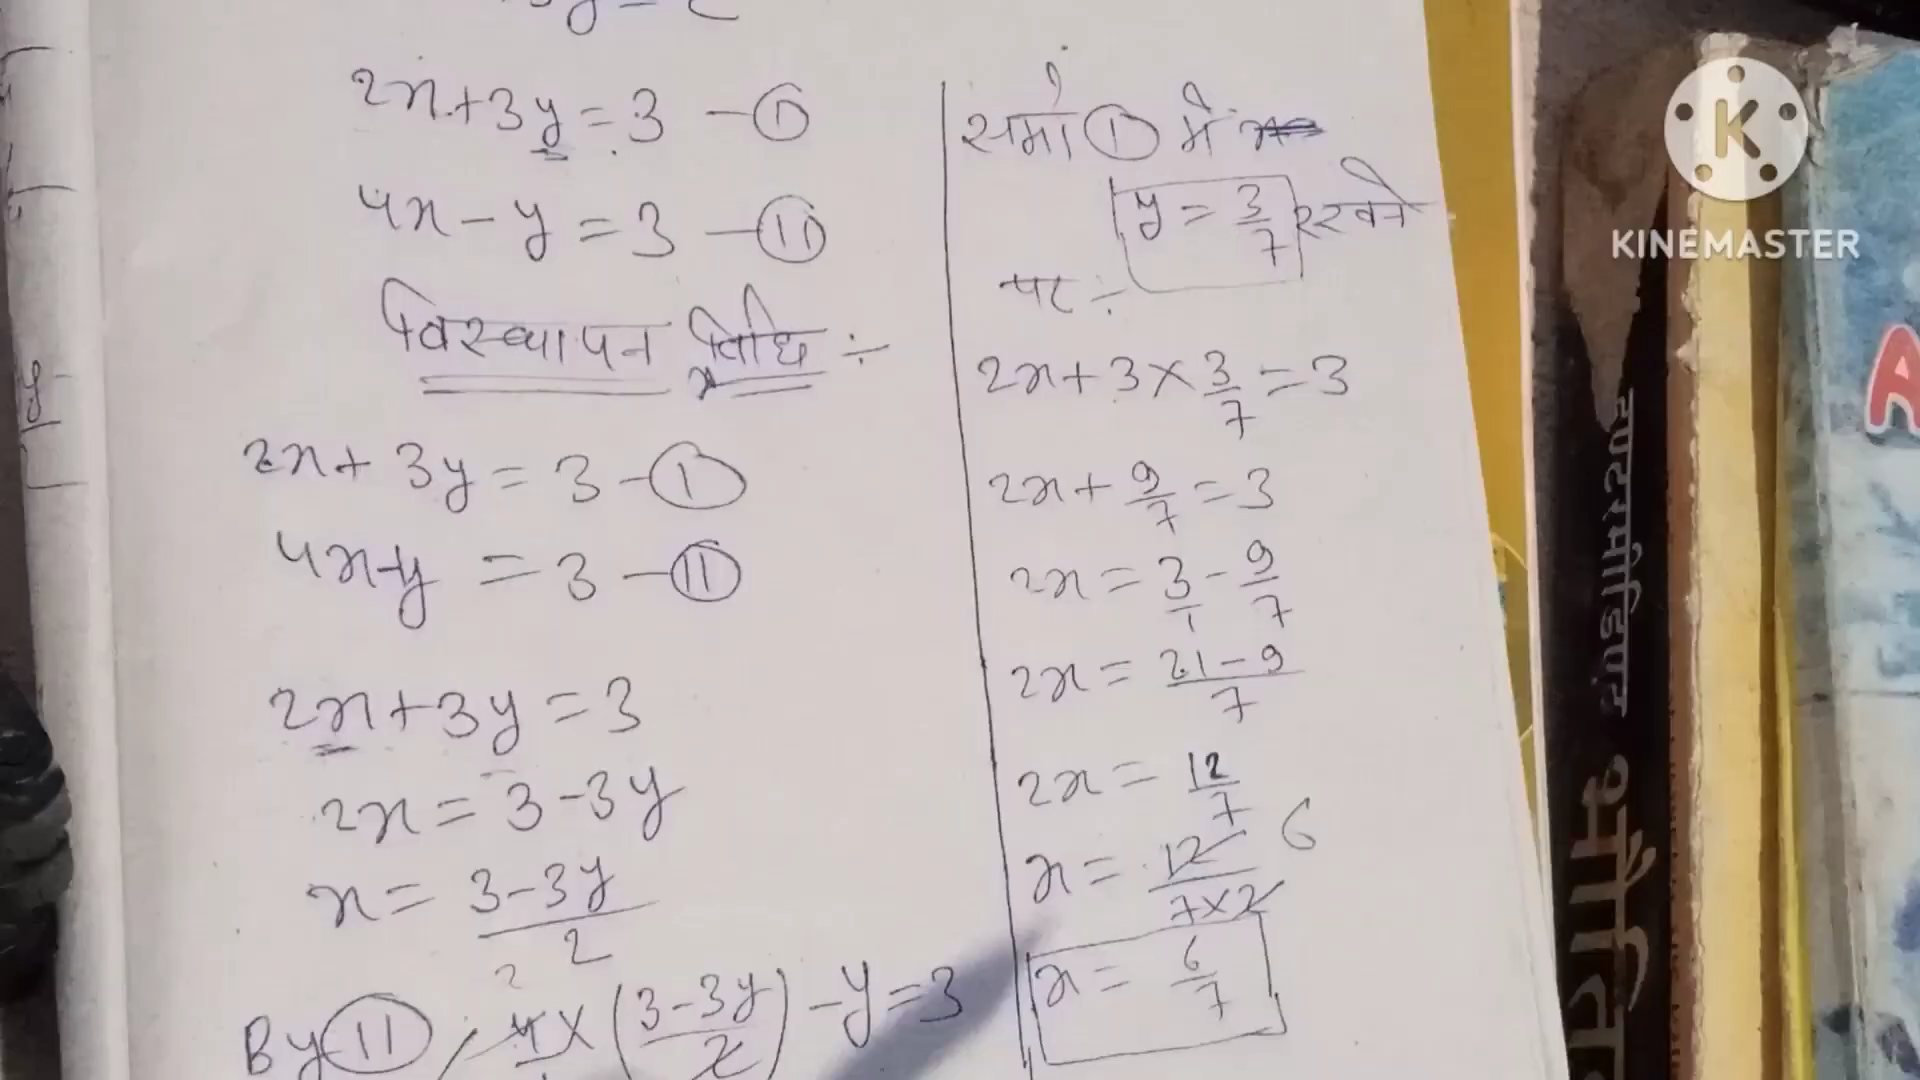 2x+3y=3 —(I)
4x-y=3 —(II)
विस्थापन विधि ÷
2x+3y=3 —(I)
4x-y=3 —(II)
2x+3y=3
2x=3-3y
x=3-3y/2
By (II), 4/1×(3-3y/2)-y=3
समी (I) में
y=3/7 रखने
पर ÷
2x+3×3/7=3
2x+9/7=3
2x=3/1-9/7
2x=21-9/7
2x=12/7
x=12/7×2 6
x=6/7
KINEMASTER